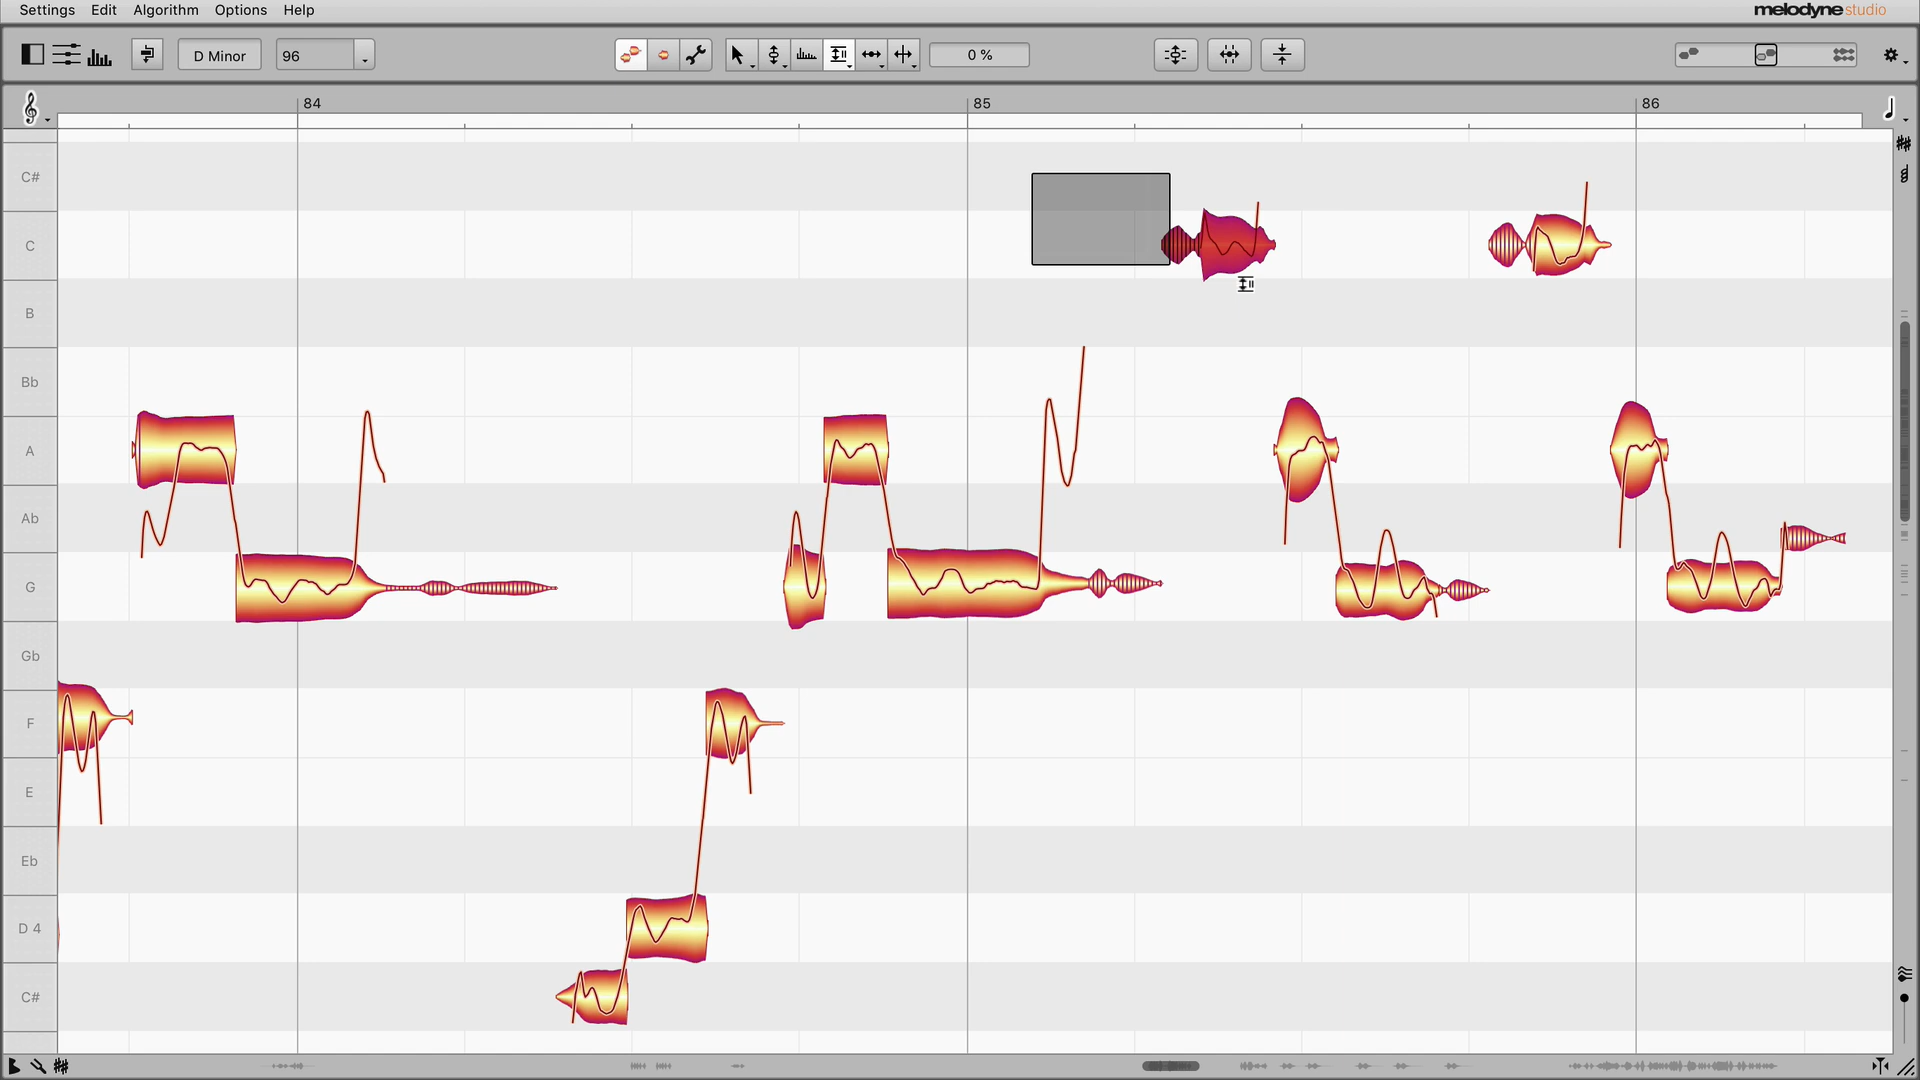 Settings Edit Algorithm Options Help
melodyne studio
D Minor 96 0 %
84 85 86
C#
C
B
Bb
A
Ab
G
Gb
F
E
Eb
D 4
C#